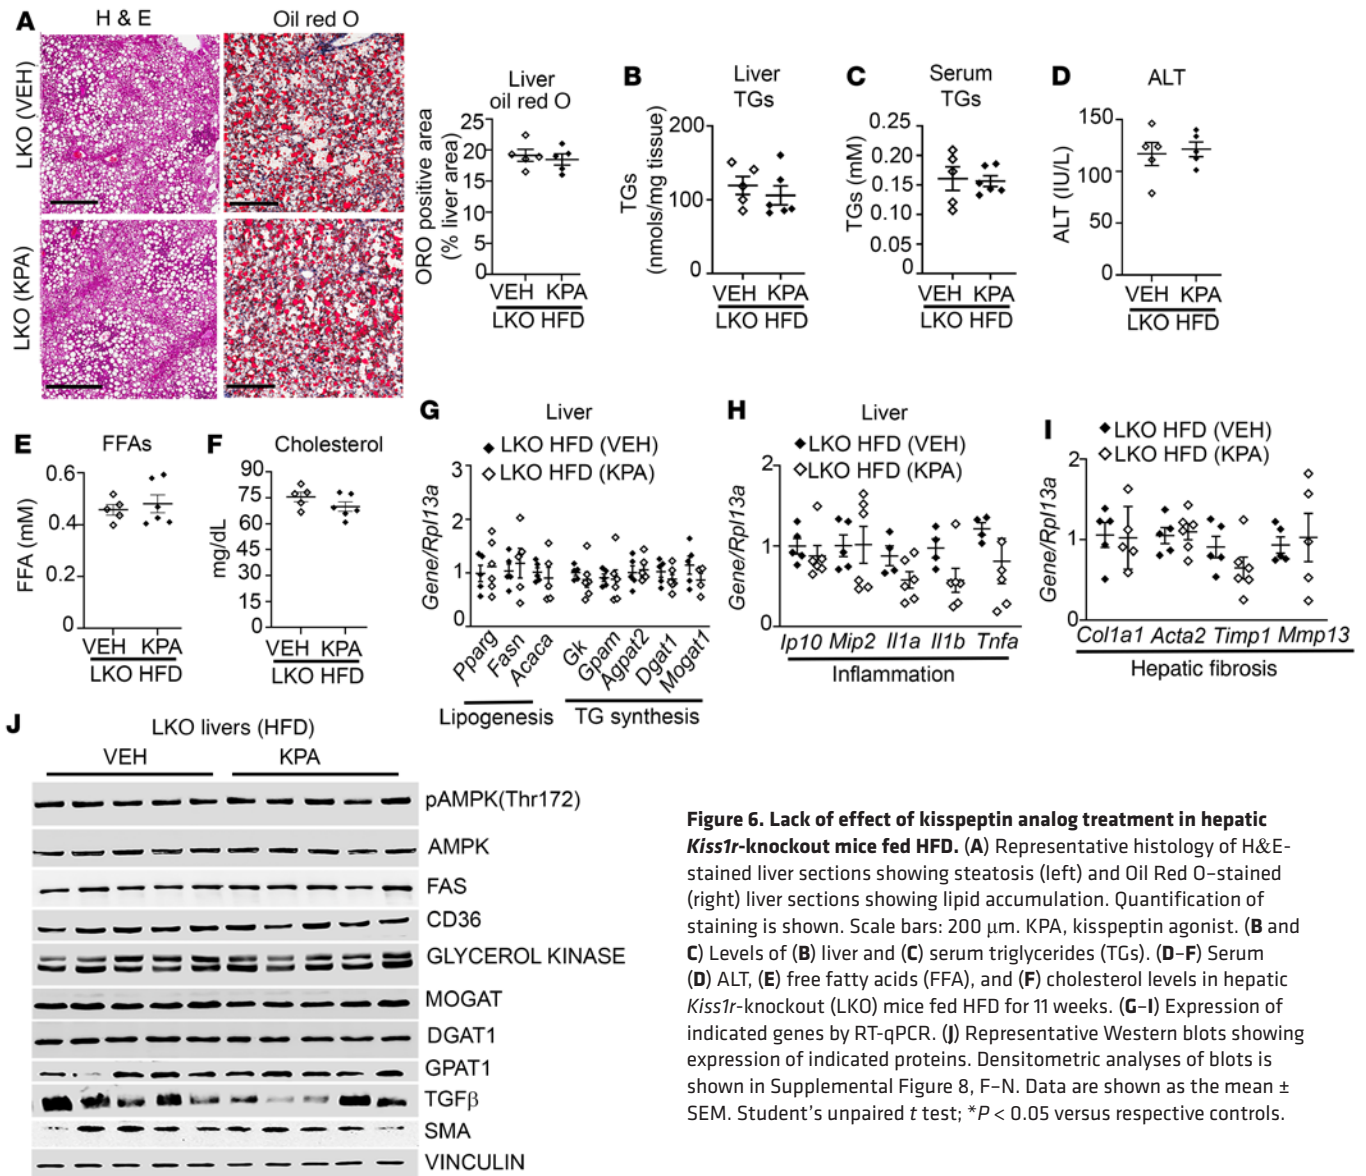 A
H & E
Oil red O
LKO (VEH)
LKO (KPA)
Liver
oil red O
ORO positive area
(% liver area)
25
20
15
10
5
0
VEH KPA
LKO HFD
B
Liver
TGs
TGs
(nmols/mg tissue)
200
100
0
VEH KPA
LKO HFD
C
Serum
TGs
TGs (mM)
0.25
0.20
0.15
0.10
0.05
0
VEH KPA
LKO HFD
D
ALT
ALT (IU/L)
150
100
50
0
VEH KPA
LKO HFD
E
FFAs
FFA (mM)
0.6
0.4
0.2
0
VEH KPA
LKO HFD
F
Cholesterol
mg/dL
90
75
60
45
30
15
0
VEH KPA
LKO HFD
G
Liver
LKO HFD (VEH)
LKO HFD (KPA)
Gene/Rpl13a
3
2
1
0
Pparg
Fasn
Acaca
Gk
Gpam
Agpat2
Dgat1
Mogat1
Lipogenesis
TG synthesis
H
Liver
LKO HFD (VEH)
LKO HFD (KPA)
Gene/Rpl13a
2
1
0
Ip10 Mip2 Il1a Il1b Tnfa
Inflammation
I
LKO HFD (VEH)
LKO HFD (KPA)
Gene/Rpl13a
2
1
0
Col1a1 Acta2 Timp1 Mmp13
Hepatic fibrosis
J
LKO livers (HFD)
VEH KPA
pAMPK(Thr172)
AMPK
FAS
CD36
GLYCEROL KINASE
MOGAT
DGAT1
GPAT1
TGFβ
SMA
VINCULIN
Figure 6. Lack of effect of kisspeptin analog treatment in hepatic
Kiss1r-knockout mice fed HFD. (A) Representative histology of H&E-
stained liver sections showing steatosis (left) and Oil Red O–stained
(right) liver sections showing lipid accumulation. Quantification of
staining is shown. Scale bars: 200 μm. KPA, kisspeptin agonist. (B and
C) Levels of (B) liver and (C) serum triglycerides (TGs). (D–F) Serum
(D) ALT, (E) free fatty acids (FFA), and (F) cholesterol levels in hepatic
Kiss1r-knockout (LKO) mice fed HFD for 11 weeks. (G–I) Expression of
indicated genes by RT-qPCR. (J) Representative Western blots showing
expression of indicated proteins. Densitometric analyses of blots is
shown in Supplemental Figure 8, F–N. Data are shown as the mean ±
SEM. Student's unpaired t test; *P < 0.05 versus respective controls.